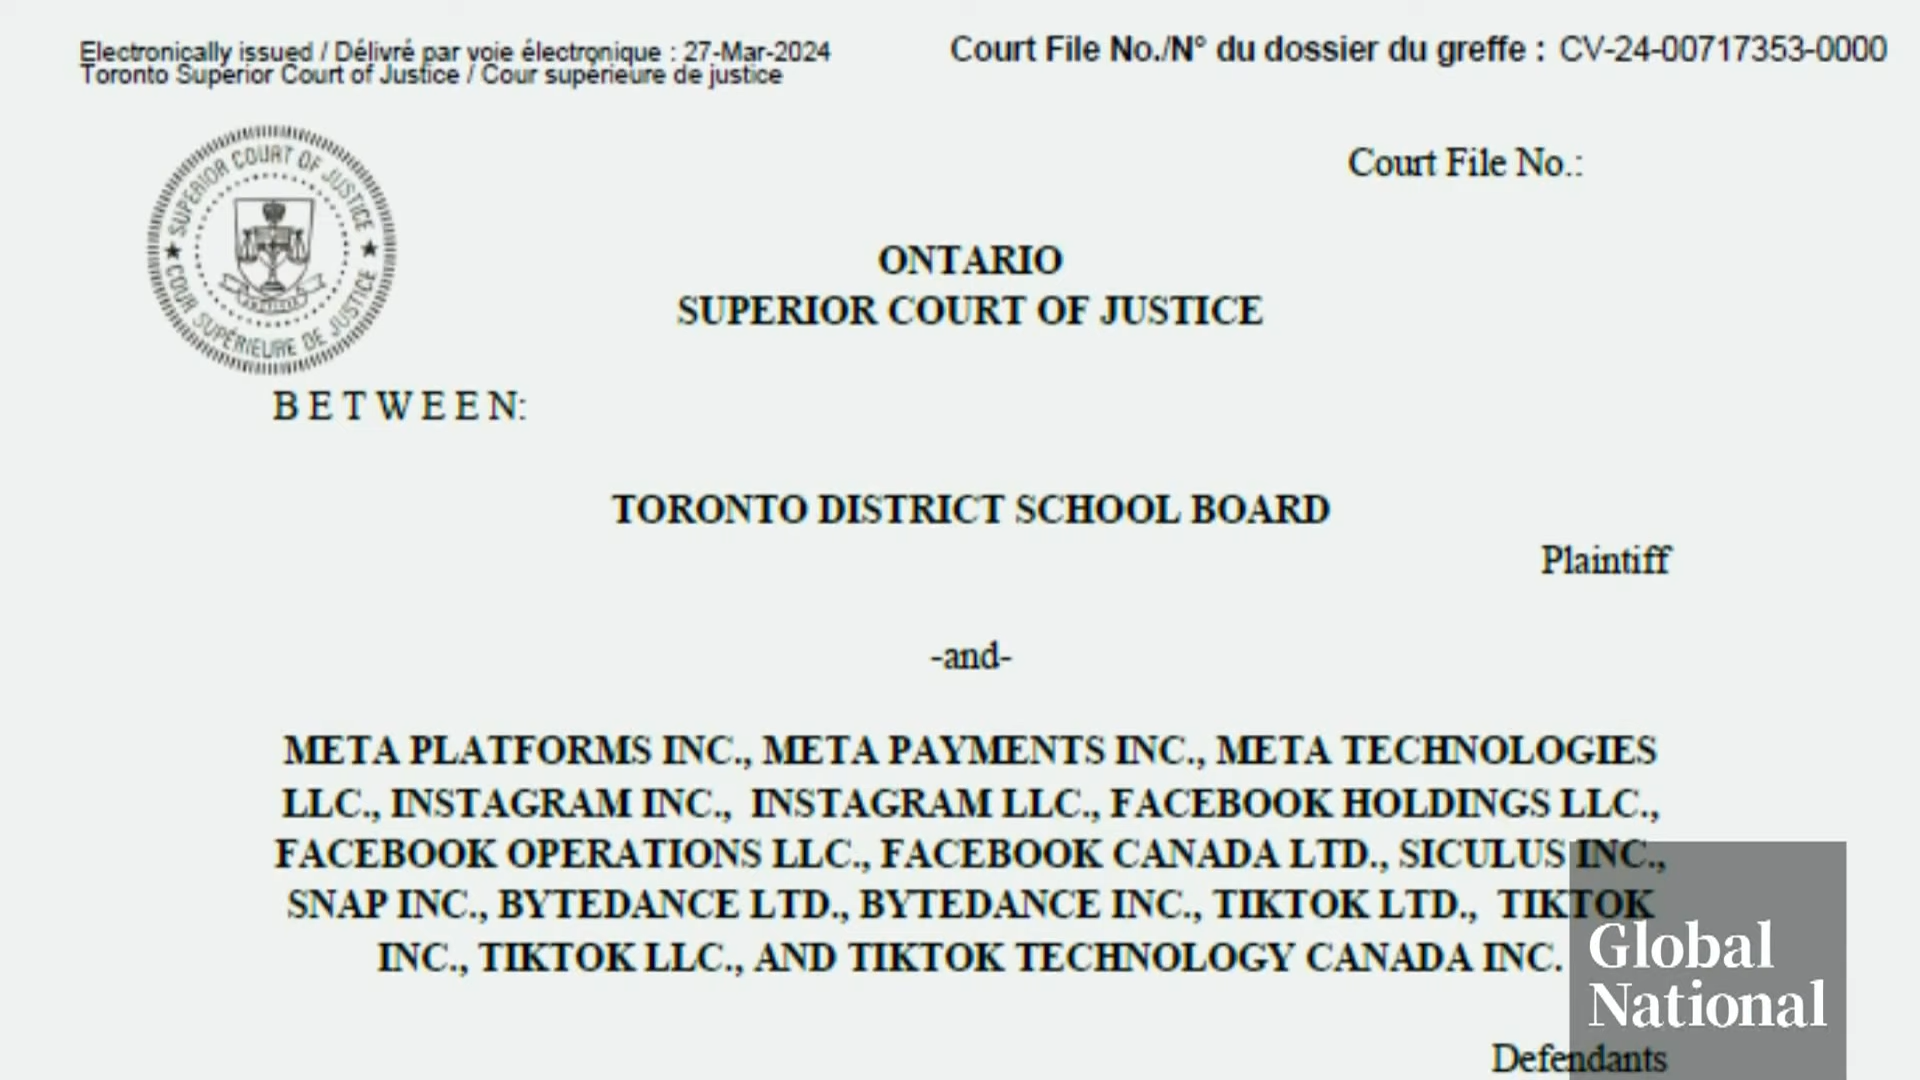 Electronically issued / Délivré par voie électronique : 27-Mar-2024
Toronto Superior Court of Justice / Cour supérieure de justice
Court File No./N° du dossier du greffe : CV-24-00717353-0000
SUPERIOR COURT OF JUSTICE
COUR SUPÉRIEURE DE JUSTICE
Court File No.:
ONTARIO
SUPERIOR COURT OF JUSTICE
B E T W E E N:
TORONTO DISTRICT SCHOOL BOARD
Plaintiff
-and-
META PLATFORMS INC., META PAYMENTS INC., META TECHNOLOGIES
LLC., INSTAGRAM INC., INSTAGRAM LLC., FACEBOOK HOLDINGS LLC.,
FACEBOOK OPERATIONS LLC., FACEBOOK CANADA LTD., SICULUS INC.,
SNAP INC., BYTEDANCE LTD., BYTEDANCE INC., TIKTOK LTD., TIKTOK
INC., TIKTOK LLC., AND TIKTOK TECHNOLOGY CANADA INC.
Defendants
Global
National